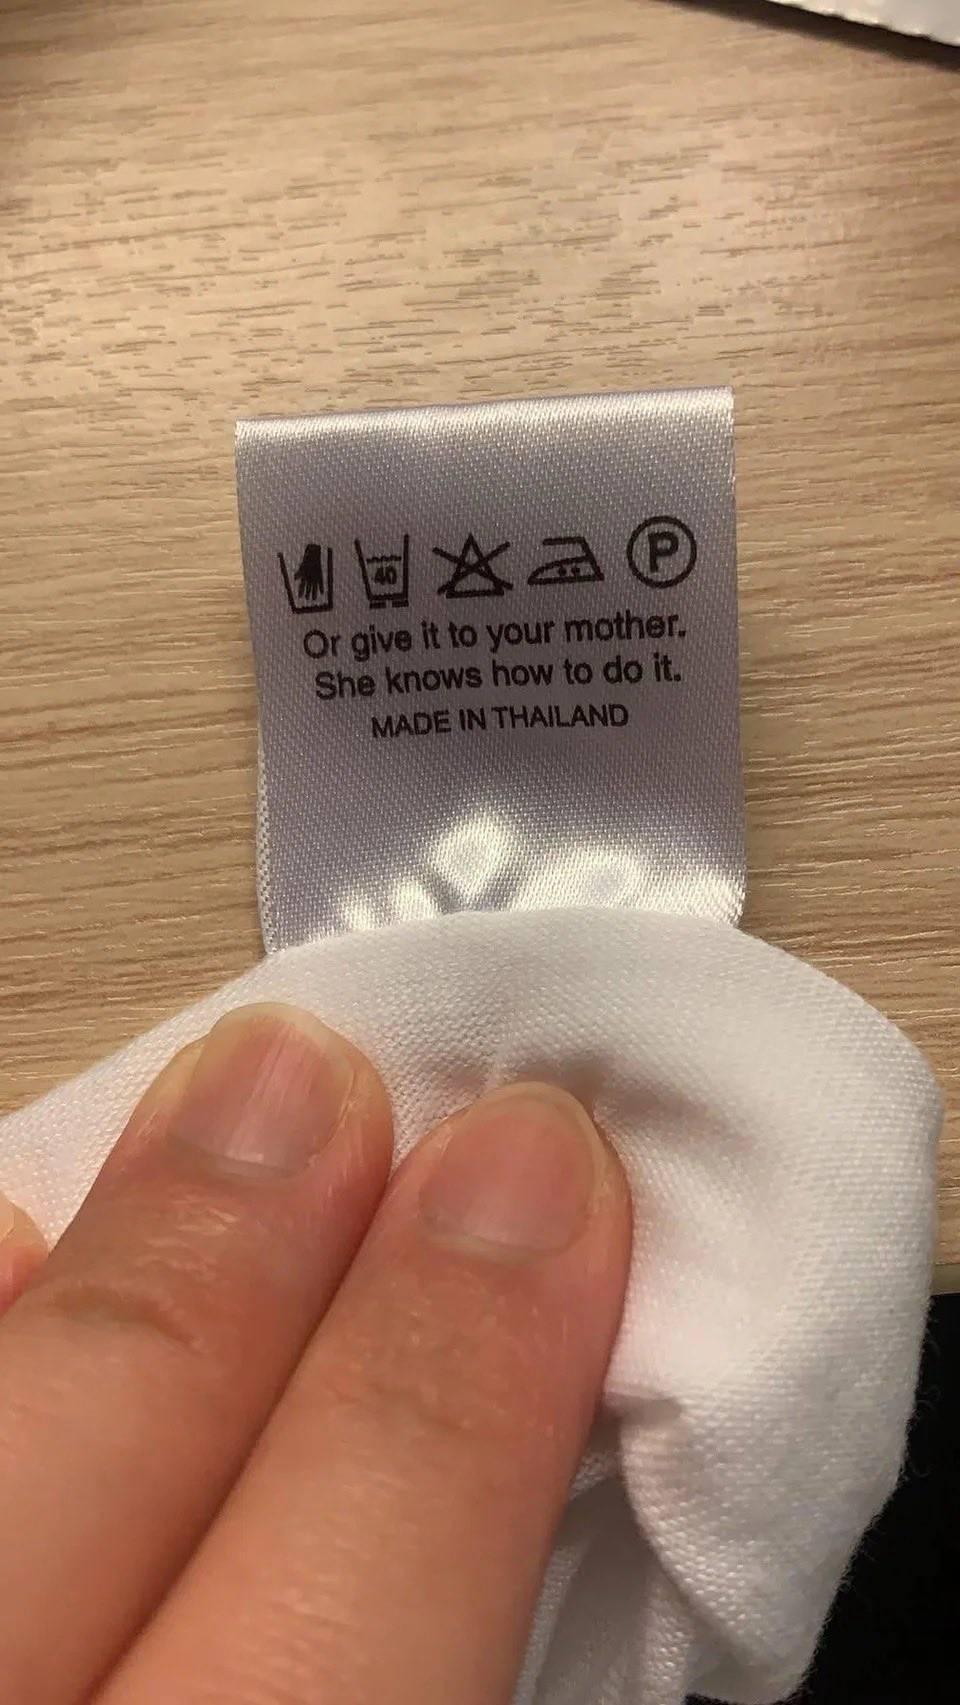 40 P
Or give it to your mother.
She knows how to do it.
MADE IN THAILAND